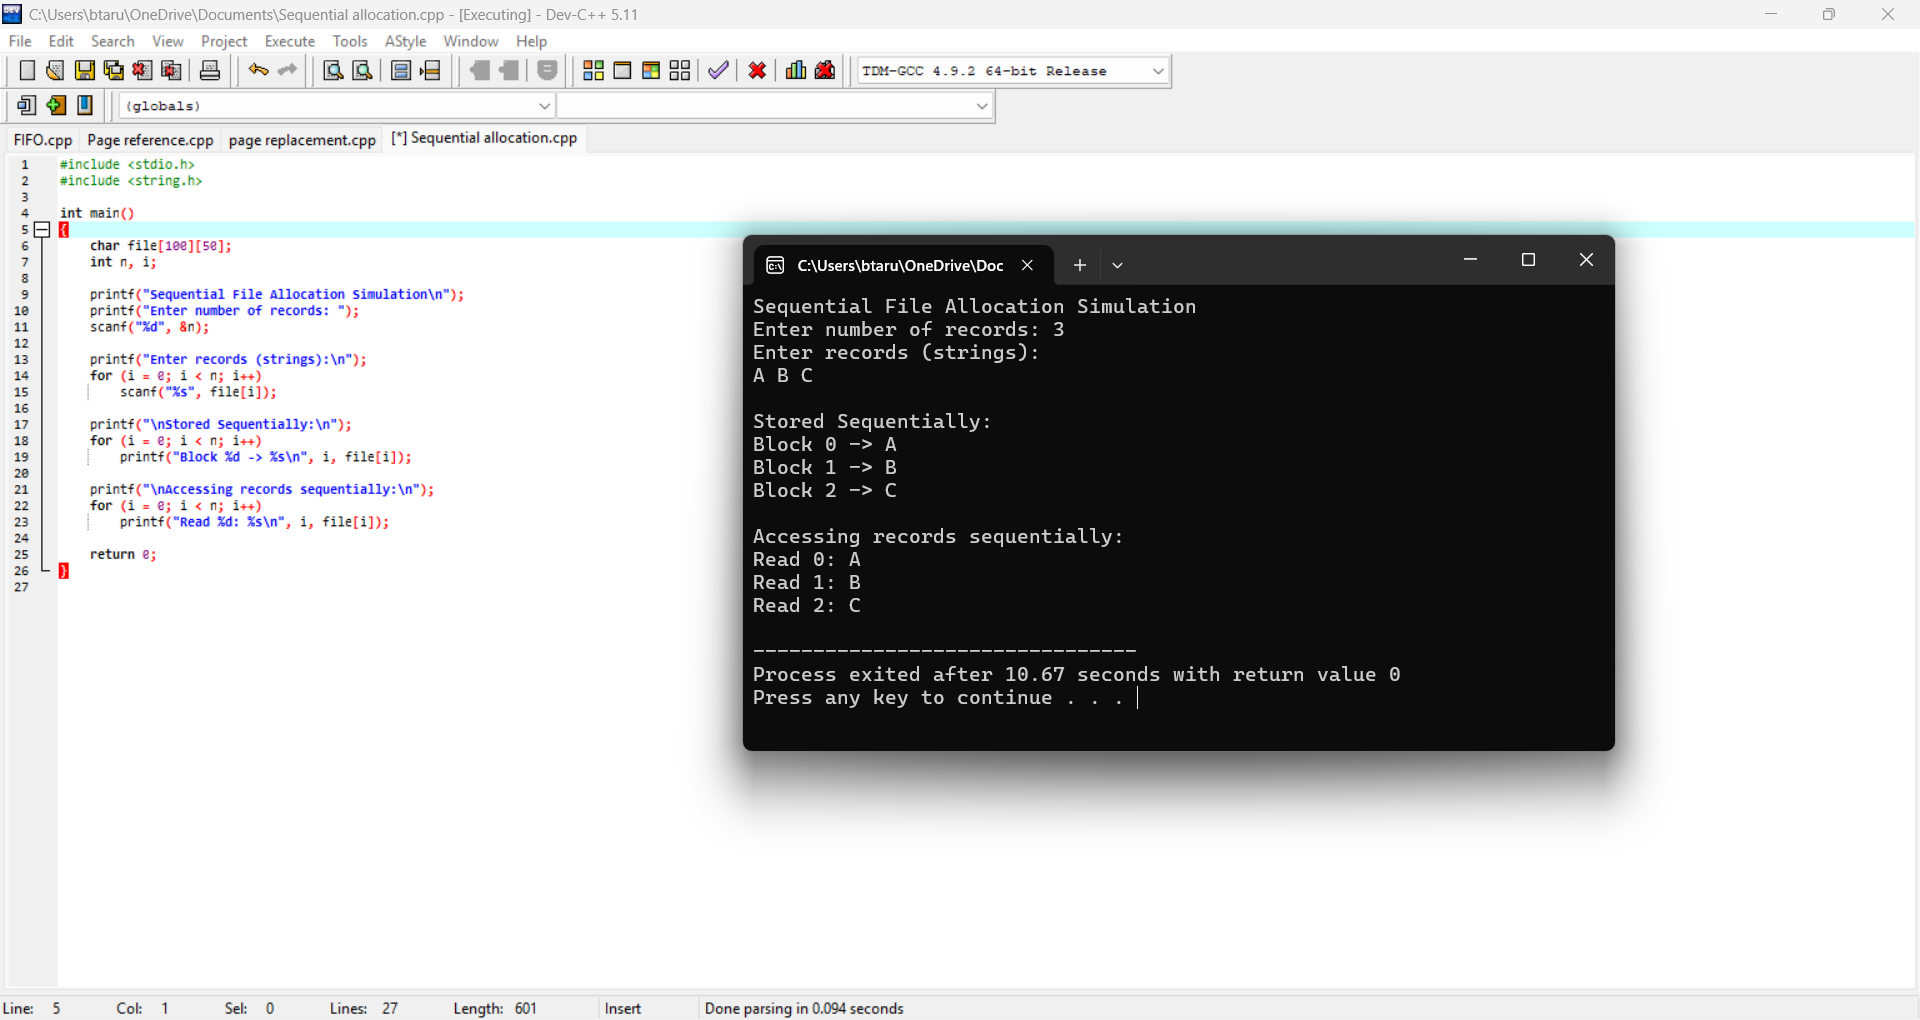 C:\Users\btaru\OneDrive\Documents\Sequential allocation.cpp - [Executing] - Dev-C++ 5.11
File Edit Search View Project Execute Tools AStyle Window Help
TDM-GCC 4.9.2 64-bit Release
(globals)
FIFO.cpp Page reference.cpp page replacement.cpp [*] Sequential allocation.cpp
1 #include <stdio.h>
2 #include <string.h>
3
4 int main()
5 {
6 char file[100][50];
7 int n, i;
8
9 printf("Sequential File Allocation Simulation\n");
10 printf("Enter number of records: ");
11 scanf("%d", &n);
12
13 printf("Enter records (strings):\n");
14 for (i = 0; i < n; i++)
15 scanf("%s", file[i]);
16
17 printf("\nStored Sequentially:\n");
18 for (i = 0; i < n; i++)
19 printf("Block %d -> %s\n", i, file[i]);
20
21 printf("\nAccessing records sequentially:\n");
22 for (i = 0; i < n; i++)
23 printf("Read %d: %s\n", i, file[i]);
24
25 return 0;
26 }
27
C:\Users\btaru\OneDrive\Doc
Sequential File Allocation Simulation
Enter number of records: 3
Enter records (strings):
A B C
Stored Sequentially:
Block 0 -> A
Block 1 -> B
Block 2 -> C
Accessing records sequentially:
Read 0: A
Read 1: B
Read 2: C
--------------------------------
Process exited after 10.67 seconds with return value 0
Press any key to continue . . .
Line: 5 Col: 1 Sel: 0 Lines: 27 Length: 601 Insert Done parsing in 0.094 seconds